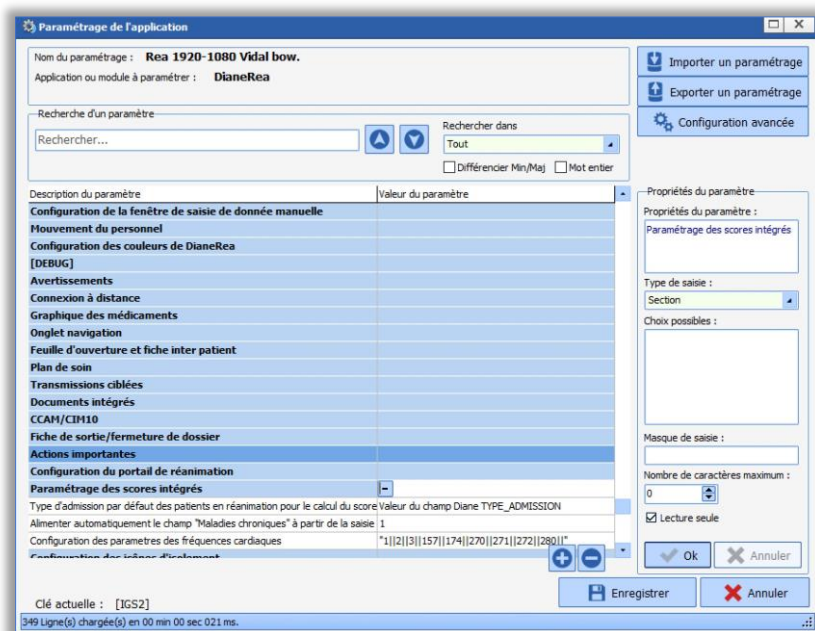 Paramétrage de l'application
Nom du paramétrage : Rea 1920-1080 Vidal bow.
Application ou module à paramétrer : DianeRea
Importer un paramétrage
Exporter un paramétrage
Configuration avancée
Recherche d'un paramètre
Rechercher...
Rechercher dans
Tout
Différencier Min/Maj Mot entier
Description du paramètre Valeur du paramètre
Configuration de la fenêtre de saisie de donnée manuelle
Mouvement du personnel
Configuration des couleurs de DianeRea
[DEBUG]
Avertissements
Connexion à distance
Graphique des médicaments
Onglet navigation
Feuille d'ouverture et fiche inter patient
Plan de soin
Transmissions ciblées
Documents intégrés
CCAM/CIM10
Fiche de sortie/fermeture de dossier
Actions importantes
Configuration du portail de réanimation
Paramétrage des scores intégrés
Type d'admission par défaut des patients en réanimation pour le calcul du score Valeur du champ Diane TYPE_ADMISSION
Alimenter automatiquement le champ "Maladies chroniques" à partir de la saisie 1
Configuration des parametres des fréquences cardiaques "1||2||3||157||174||270||271||272||280||"
Configuration des icônes d'isolement
Propriétés du paramètre
Propriétés du paramètre :
Paramétrage des scores intégrés
Type de saisie :
Section
Choix possibles :
Masque de saisie :
Nombre de caractères maximum :
0
Lecture seule
Ok Annuler
Enregistrer Annuler
Clé actuelle : [IGS2]
349 Ligne(s) chargée(s) en 00 min 00 sec 021 ms.